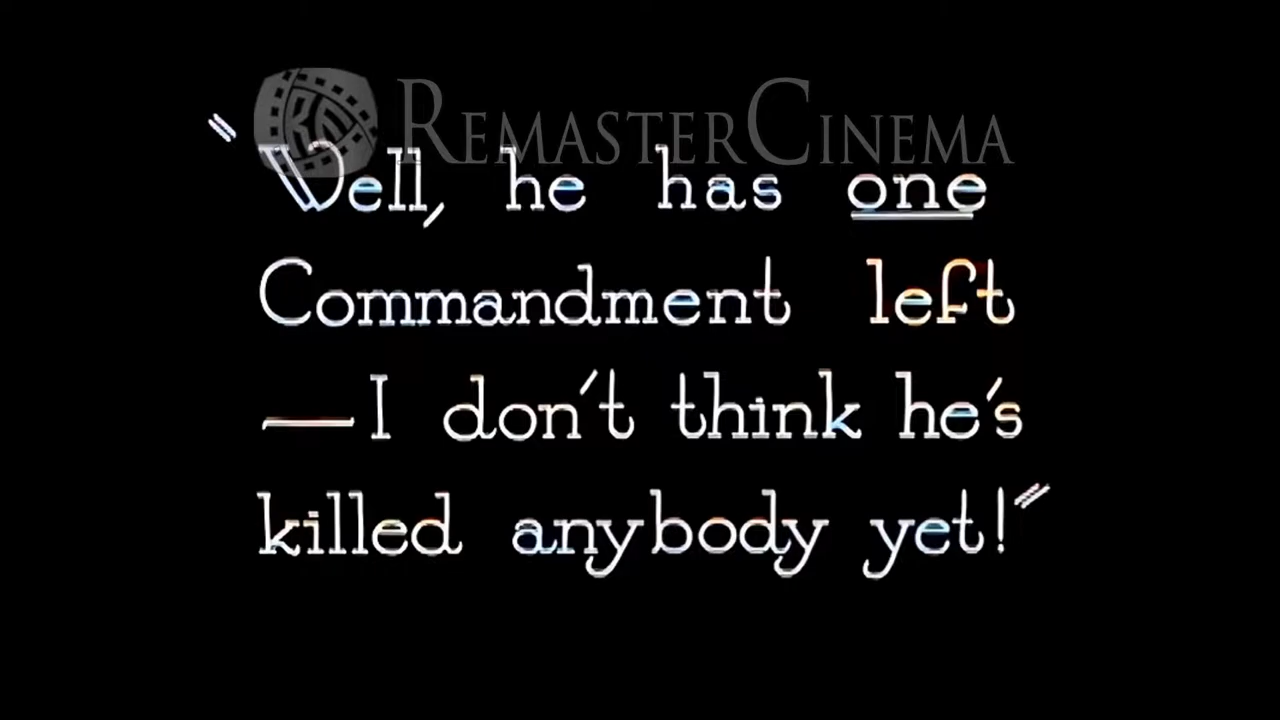 REMASTERCINEMA
"Well, he has one
Commandment left
—I don't think he's
killed anybody yet!"